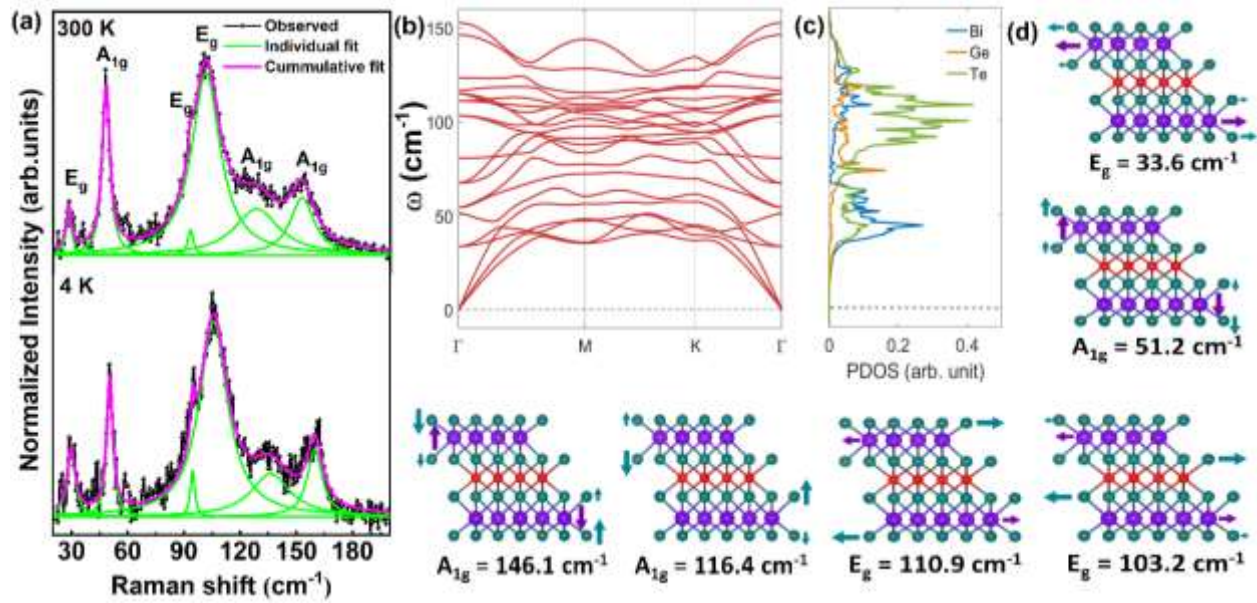 (a)
300 K
Observed
Individual fit
Cummulative fit
Eg
A1g
Eg
Eg
A1g
A1g
4 K
Normalized Intensity (arb.units)
30 60 90 120 150 180
Raman shift (cm-1)
(b)
150
100
50
0
ω (cm-1)
Γ M K Γ
(c)
Bi
Ge
Te
0 0.2 0.4
PDOS (arb. unit)
(d)
Eg = 33.6 cm-1
A1g = 51.2 cm-1
A1g = 146.1 cm-1
A1g = 116.4 cm-1
Eg = 110.9 cm-1
Eg = 103.2 cm-1